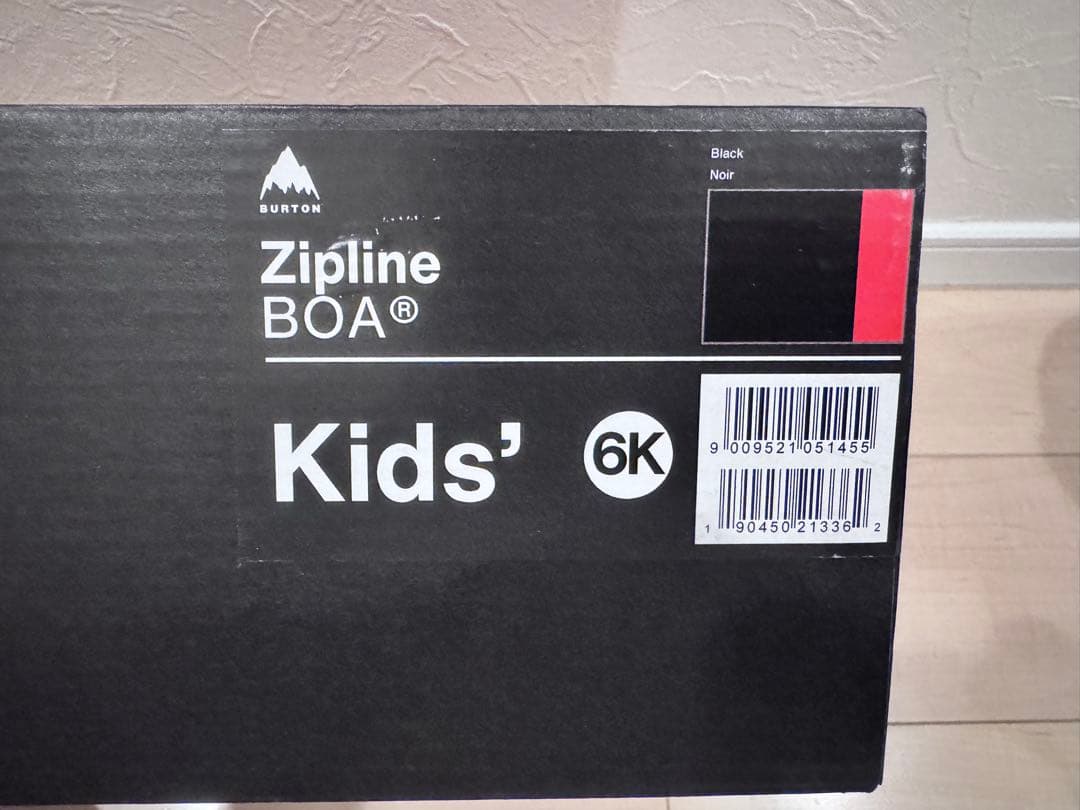 BURTON
Zipline
BOA®
Black
Noir
Kids’
6K
9 009521 051455
1 90450 21336 2